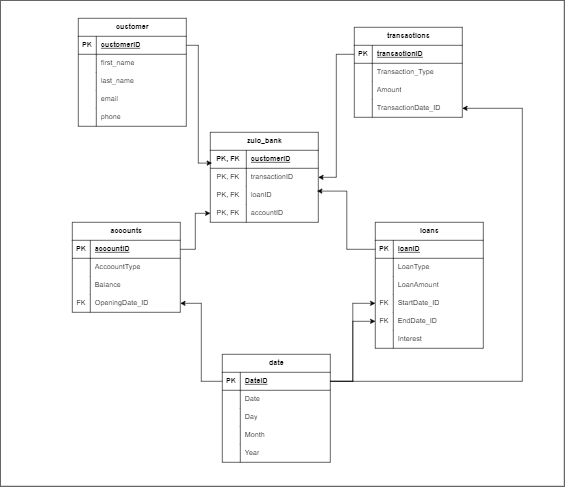 customer
PK customerID
first_name
last_name
email
phone
transactions
PK transactionID
Transaction_Type
Amount
TransactionDate_ID
zulo_bank
PK, FK customerID
PK, FK transactionID
PK, FK loanID
PK, FK accountID
accounts
PK accountID
AccoountType
Balance
FK OpeningDate_ID
loans
PK loanID
LoanType
LoanAmount
FK StartDate_ID
FK EndDate_ID
Interest
date
PK DateID
Date
Day
Month
Year